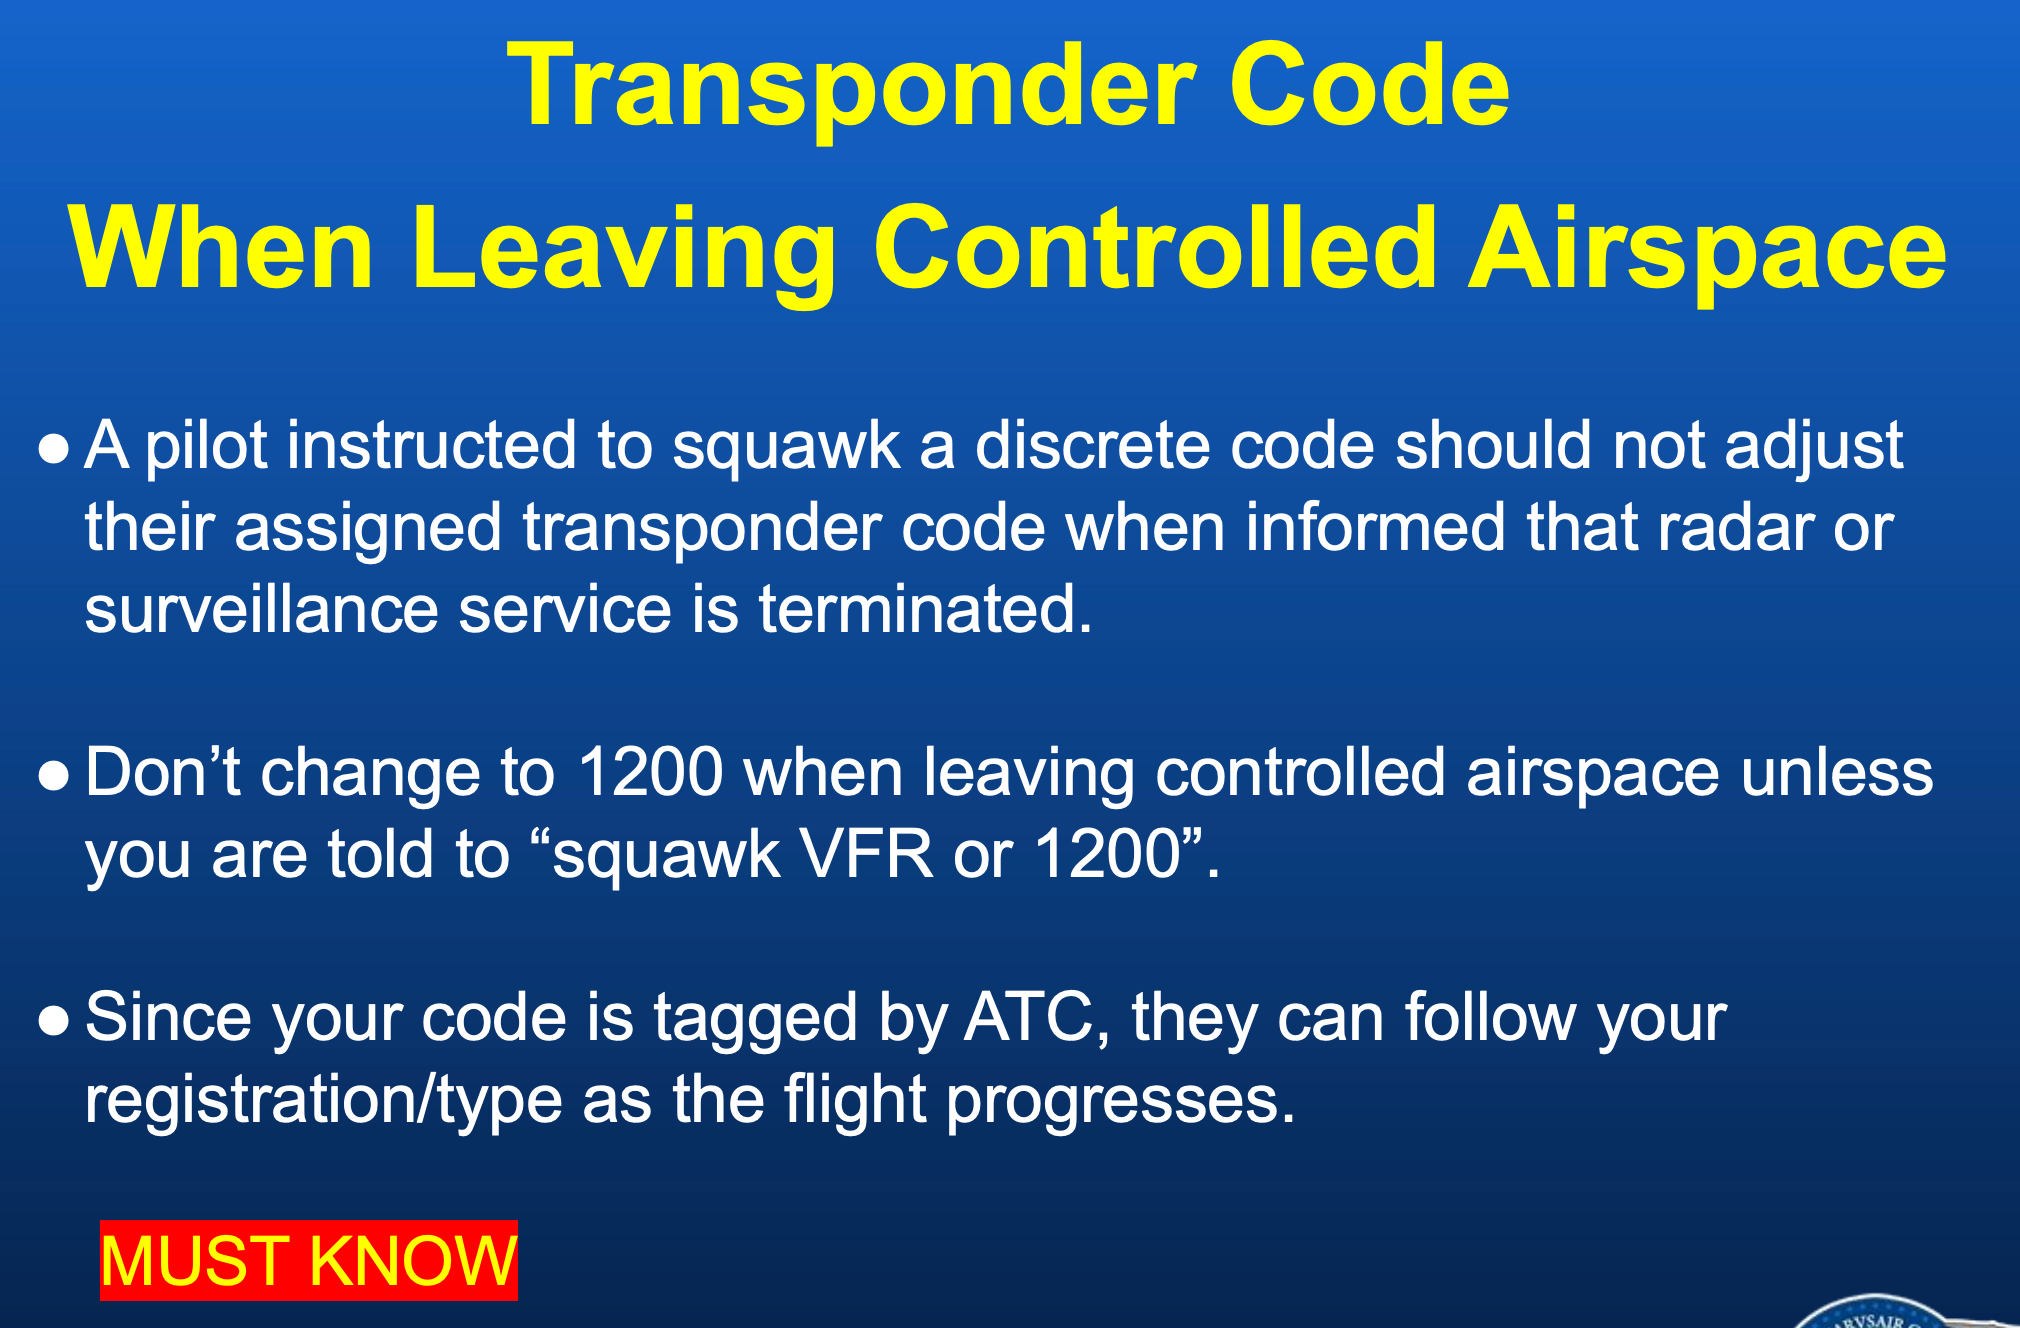 Transponder Code
When Leaving Controlled Airspace
● A pilot instructed to squawk a discrete code should not adjust
their assigned transponder code when informed that radar or
surveillance service is terminated.
● Don’t change to 1200 when leaving controlled airspace unless
you are told to “squawk VFR or 1200”.
● Since your code is tagged by ATC, they can follow your
registration/type as the flight progresses.
MUST KNOW